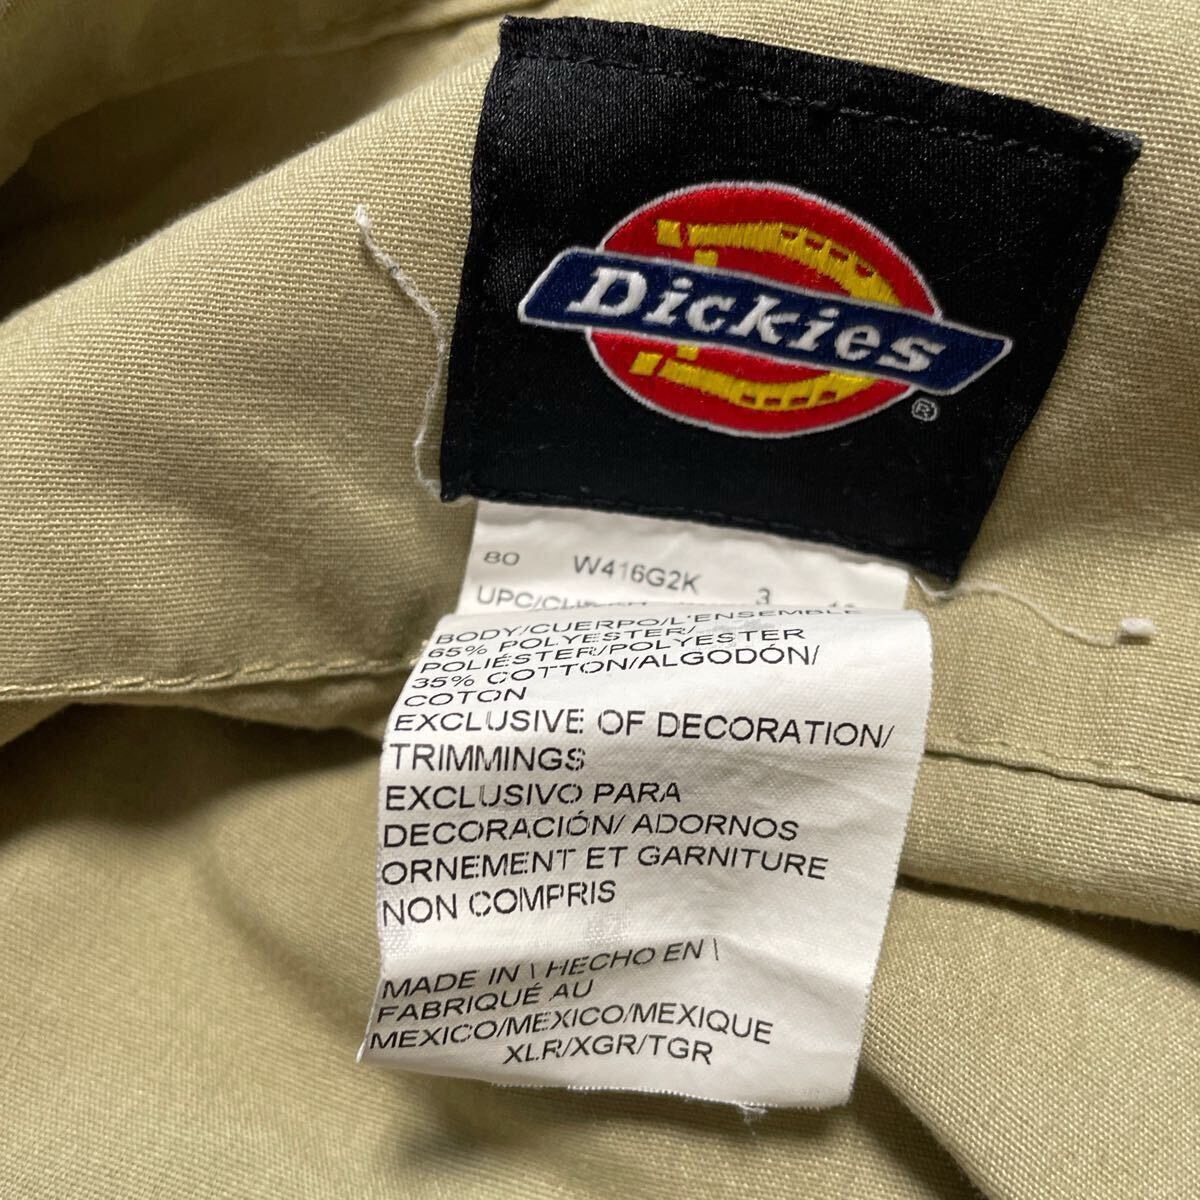 Dickies
®
80 W416G2K 3
BODY/CUERPO/L'ENSEMBLE
65% POLYESTER/
POLIÉSTER/POLYESTER
35% COTTON/ALGODÓN/
COTON
EXCLUSIVE OF DECORATION/
TRIMMINGS
EXCLUSIVO PARA
DECORACIÓN/ ADORNOS
ORNEMENT ET GARNITURE
NON COMPRIS
MADE IN \ HECHO EN \
FABRIQUÉ AU
MEXICO/MEXICO/MEXIQUE
XLR/XGR/TGR